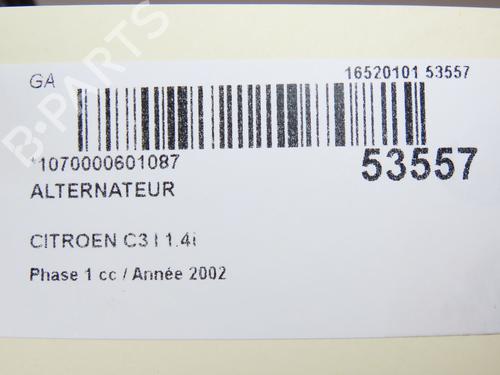 B-PARTS
GA
16520101 53557
*1070000601087
53557
ALTERNATEUR
CITROEN C3 I 1.4i
Phase 1 cc / Année 2002